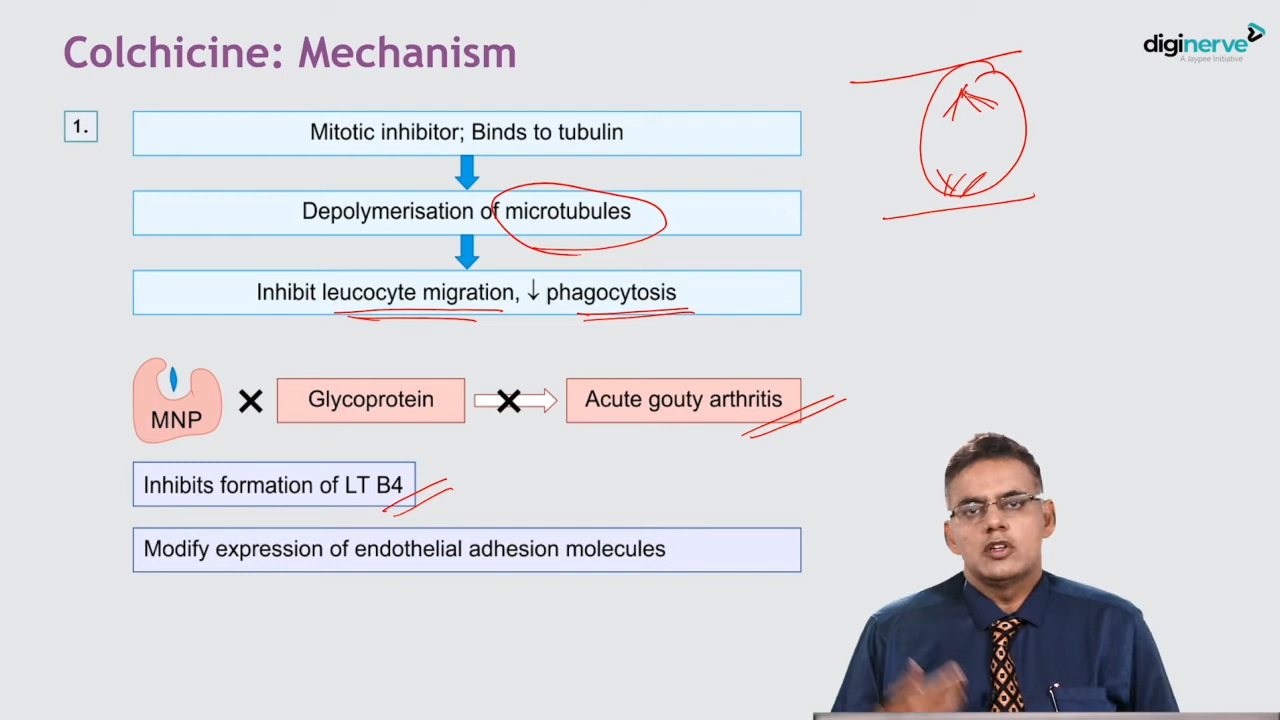 Colchicine: Mechanism
diginerve
A Jaypee Initiative
1.
Mitotic inhibitor; Binds to tubulin
Depolymerisation of microtubules
Inhibit leucocyte migration, ↓ phagocytosis
MNP
Glycoprotein
Acute gouty arthritis
Inhibits formation of LT B4
Modify expression of endothelial adhesion molecules